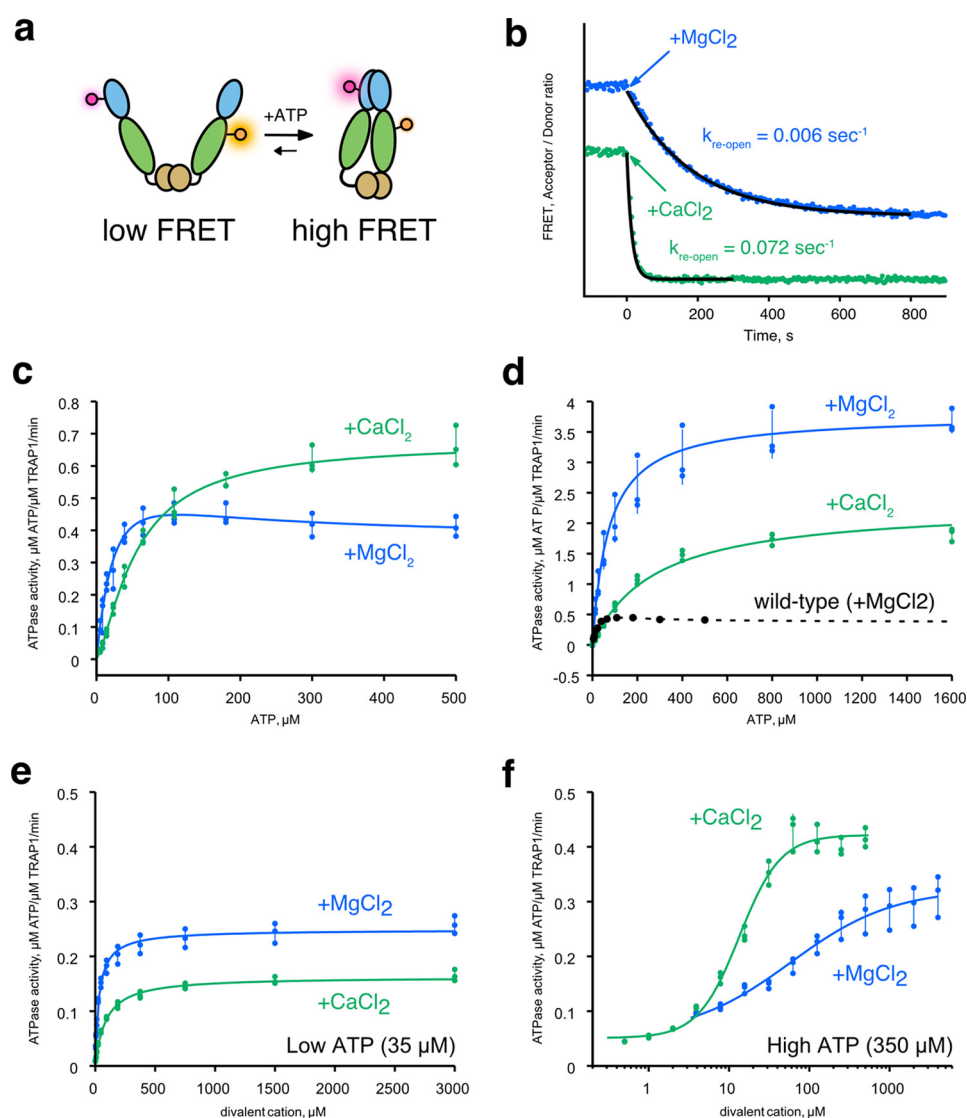 a
+ATP
low FRET
high FRET
b
FRET, Acceptor / Donor ratio
+MgCl2
k re-open = 0.006 sec-1
+CaCl2
k re-open = 0.072 sec-1
0 200 400 600 800
Time, s
c
ATPase activity, µM ATP/µM TRAP1/min
0.8
0.7
0.6
0.5
0.4
0.3
0.2
0.1
0
+CaCl2
+MgCl2
0 100 200 300 400 500
ATP, µM
d
ATPase activity, µM AT P/µM TRAP1/min
4
3.5
3
2.5
2
1.5
1
0.5
0
-0.5
+MgCl2
+CaCl2
wild-type (+MgCl2)
0 200 400 600 800 1000 1200 1400 1600
ATP, µM
e
ATPase activity, µM ATP/µM TRAP1/min
0.5
0.4
0.3
0.2
0.1
0
+MgCl2
+CaCl2
Low ATP (35 µM)
0 500 1000 1500 2000 2500 3000
divalent cation, µM
f
ATPase activity, µM ATP/µM TRAP1/min
0.5
0.4
0.3
0.2
0.1
0
+CaCl2
+MgCl2
High ATP (350 µM)
1 10 100 1000
divalent cation, µM